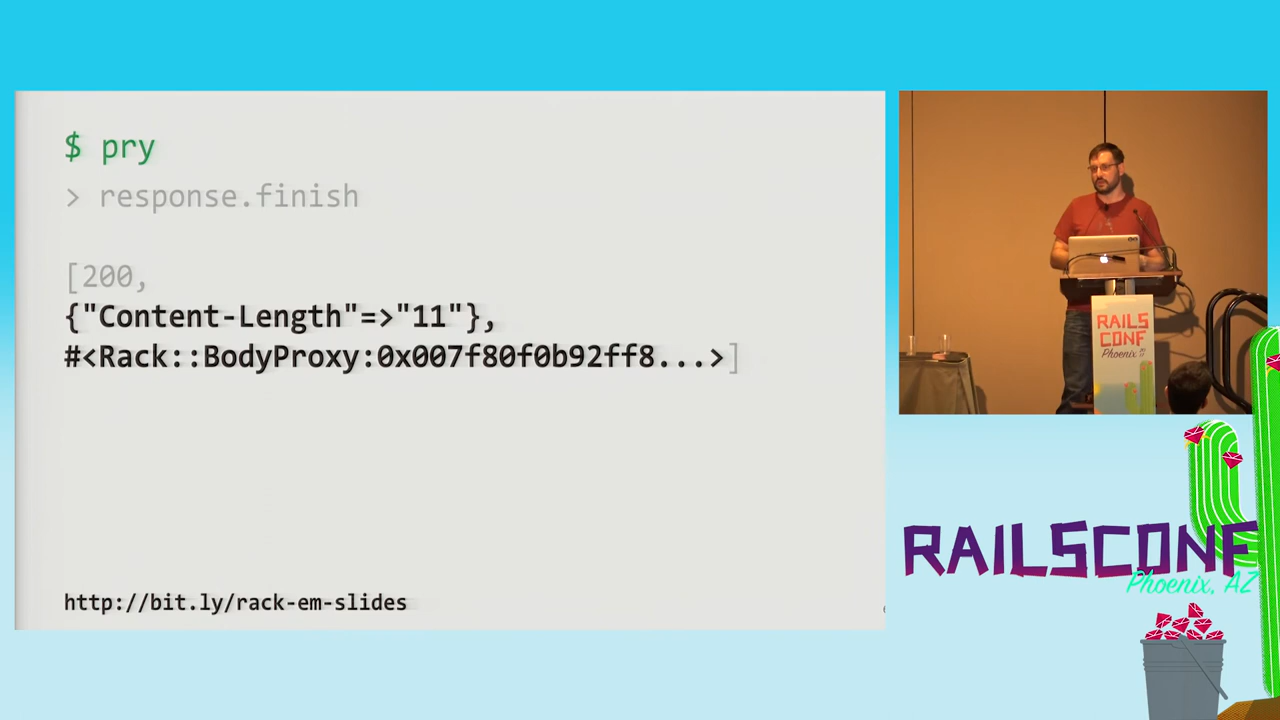 $ pry
> response.finish
[200,
{"Content-Length"=>"11"},
#<Rack::BodyProxy:0x007f80f0b92ff8...>]
http://bit.ly/rack-em-slides
RAILS
CONF
Phoenix
RAILSCONF
Phoenix, AZ